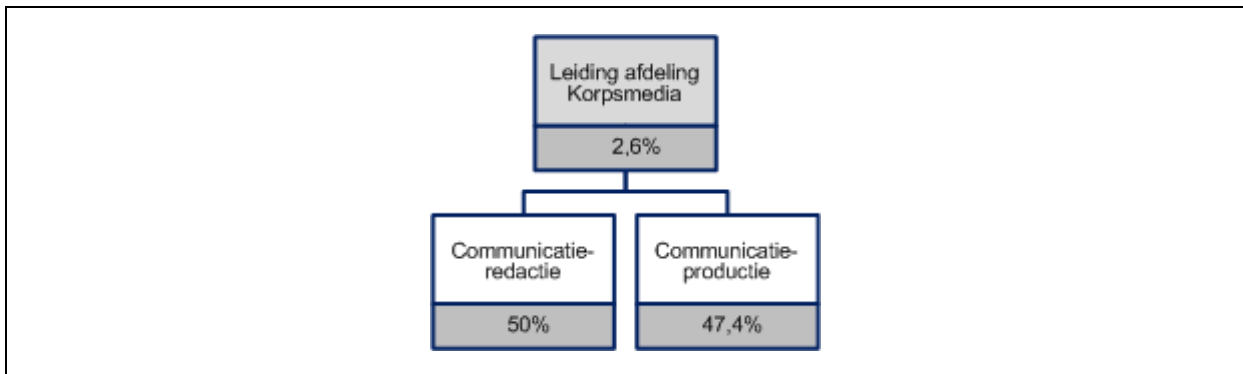 Leiding afdeling
Korpsmedia
2,6%
Communicatie-
redactie
50%
Communicatie-
productie
47,4%